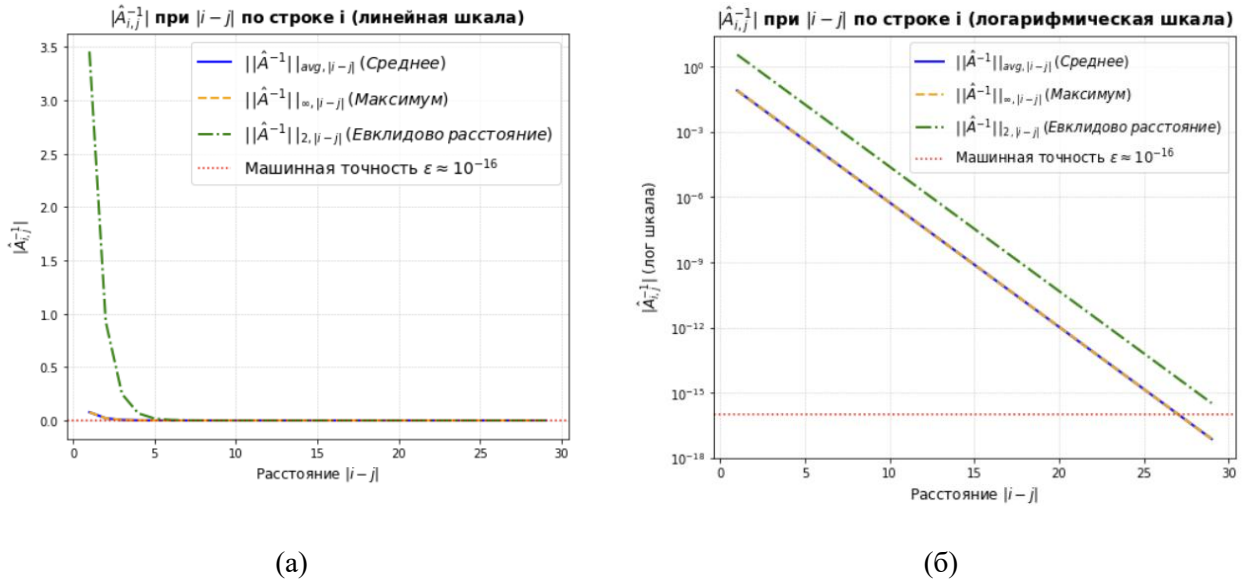 |Â⁻¹ᵢ,ⱼ| при |i − j| по строке i (линейная шкала)
3.5
3.0
2.5
2.0
1.5
1.0
0.5
0.0
|Â⁻¹ᵢ,ⱼ|
||Â⁻¹||avg,|i−j| (Среднее)
||Â⁻¹||∞,|i−j| (Максимум)
||Â⁻¹||2,|i−j| (Евклидово расстояние)
Машинная точность ε ≈ 10⁻¹⁶
0 5 10 15 20 25 30
Расстояние |i − j|
(а)
|Â⁻¹ᵢ,ⱼ| при |i − j| по строке i (логарифмическая шкала)
10⁰
10⁻³
10⁻⁶
10⁻⁹
10⁻¹²
10⁻¹⁵
10⁻¹⁸
|Â⁻¹ᵢ,ⱼ| (лог шкала)
||Â⁻¹||avg,|i−j| (Среднее)
||Â⁻¹||∞,|i−j| (Максимум)
||Â⁻¹||2,|i−j| (Евклидово расстояние)
Машинная точность ε ≈ 10⁻¹⁶
0 5 10 15 20 25 30
Расстояние |i − j|
(б)